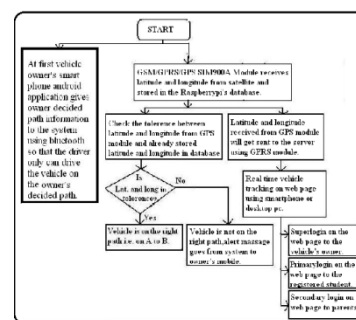 START
At first vehicle
owner's smart
phone android
application gives
owner decided
path information
to the system
using bluetooth
so that the driver
only can drive
the vehicle on
the owner's
decided path.
GSM/GPRS/GPS SIM900A Module receives
latitude and longitude from satellite and
stored in the Raspberrypi's database.
Check the tolerence between
Latitude and longitude from GPS
module and already stored
latitude and longitude in database
Latitude and longitude
received from GPS module
will get sent to the server
using GPRS module.
Is
Lat. and long in
tolerences?
No
Yes
Real time vehicle
tracking on web page
using smartphone or
desktop pc.
Vehicle is on the
right path i.e. on A to B.
Vehicle is not on the
right path, alert massage
goes from system to
owner's mobile.
Superlogin on the
web page to the
vehicle's owner.
Primarylogin on the
web page to the
registered student.
Secondary login on
web page to parents